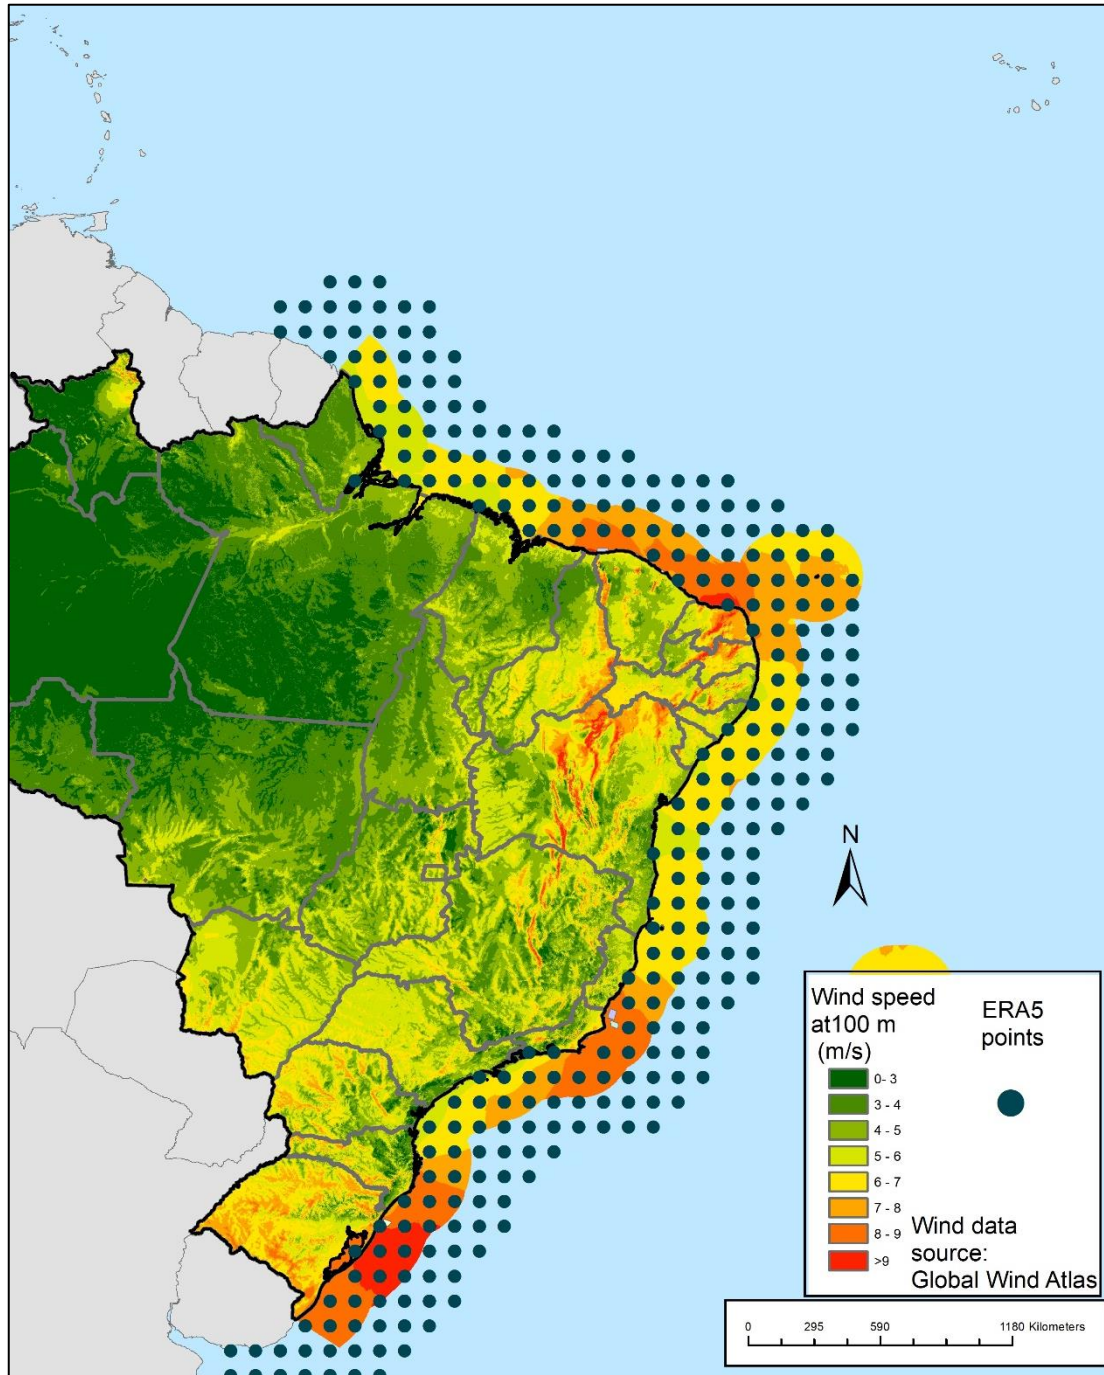 N
Wind speed
at100 m
(m/s)
ERA5
points
0- 3
3 - 4
4 - 5
5 - 6
6 - 7
7 - 8
8 - 9
>9
Wind data
source:
Global Wind Atlas
0 295 590 1180 Kilometers